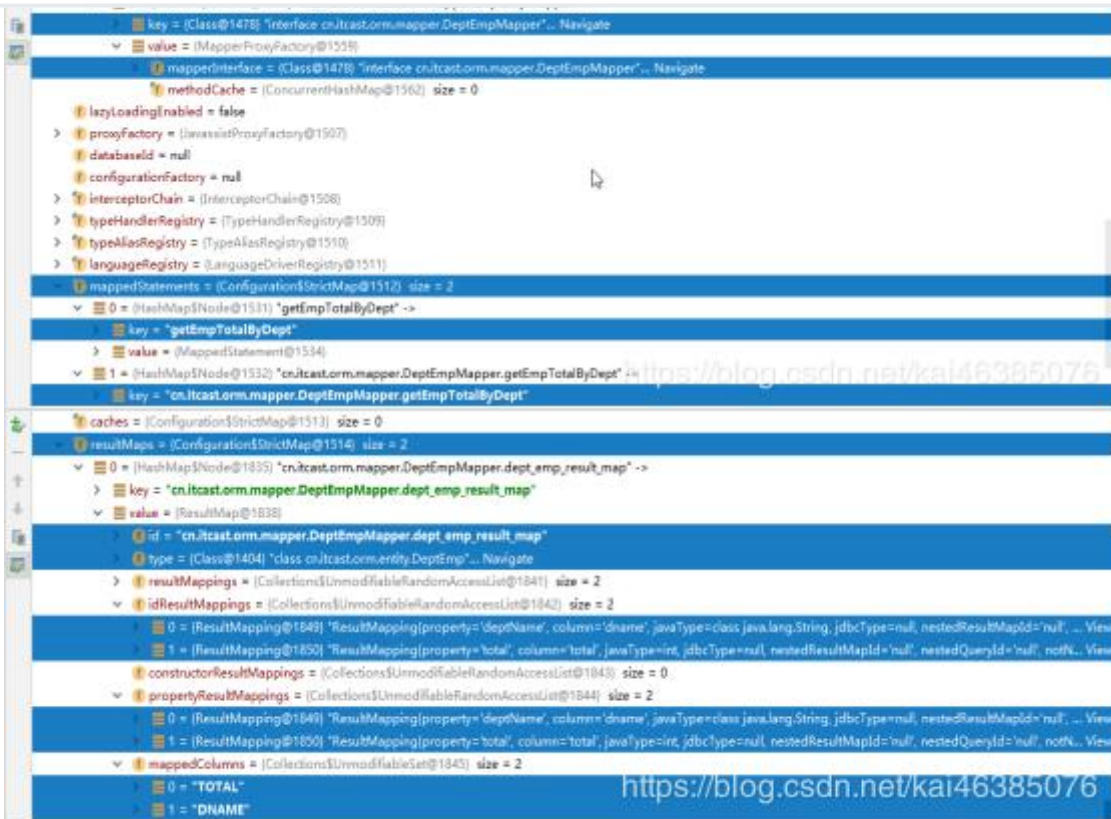 key = {Class@1478} "interface cn.itcast.orm.mapper.DeptEmpMapper"... Navigate
value = {MapperProxyFactory@1559}
mapperInterface = {Class@1478} "interface cn.itcast.orm.mapper.DeptEmpMapper"... Navigate
methodCache = {ConcurrentHashMap@1562} size = 0
lazyLoadingEnabled = false
proxyFactory = {JavassistProxyFactory@1507}
databaseId = null
configurationFactory = null
interceptorChain = {InterceptorChain@1508}
typeHandlerRegistry = {TypeHandlerRegistry@1509}
typeAliasRegistry = {TypeAliasRegistry@1510}
languageRegistry = {LanguageDriverRegistry@1511}
mappedStatements = {Configuration$StrictMap@1512} size = 2
0 = {HashMap$Node@1531} "getEmpTotalByDept" ->
key = "getEmpTotalByDept"
value = {MappedStatement@1534}
1 = {HashMap$Node@1532} "cn.itcast.orm.mapper.DeptEmpMapper.getEmpTotalByDept" ->
https://blog.csdn.net/kai46385076
key = "cn.itcast.orm.mapper.DeptEmpMapper.getEmpTotalByDept"
caches = {Configuration$StrictMap@1513} size = 0
resultMaps = {Configuration$StrictMap@1514} size = 2
0 = {HashMap$Node@1835} "cn.itcast.orm.mapper.DeptEmpMapper.dept_emp_result_map" ->
key = "cn.itcast.orm.mapper.DeptEmpMapper.dept_emp_result_map"
value = {ResultMap@1838}
id = "cn.itcast.orm.mapper.DeptEmpMapper.dept_emp_result_map"
type = {Class@1404} "class cn.itcast.orm.entity.DeptEmp"... Navigate
resultMappings = {Collections$UnmodifiableRandomAccessList@1841} size = 2
idResultMappings = {Collections$UnmodifiableRandomAccessList@1842} size = 2
0 = {ResultMapping@1849} "ResultMapping{property='deptName', column='dname', javaType=class java.lang.String, jdbcType=null, nestedResultMapId='null', ... View
1 = {ResultMapping@1850} "ResultMapping{property='total', column='total', javaType=int, jdbcType=null, nestedResultMapId='null', nestedQueryId='null', notN... View
constructorResultMappings = {Collections$UnmodifiableRandomAccessList@1843} size = 0
propertyResultMappings = {Collections$UnmodifiableRandomAccessList@1844} size = 2
0 = {ResultMapping@1849} "ResultMapping{property='deptName', column='dname', javaType=class java.lang.String, jdbcType=null, nestedResultMapId='null', ... View
1 = {ResultMapping@1850} "ResultMapping{property='total', column='total', javaType=int, jdbcType=null, nestedResultMapId='null', nestedQueryId='null', notN... View
mappedColumns = {Collections$UnmodifiableSet@1845} size = 2
0 = "TOTAL"
https://blog.csdn.net/kai46385076
1 = "DNAME"